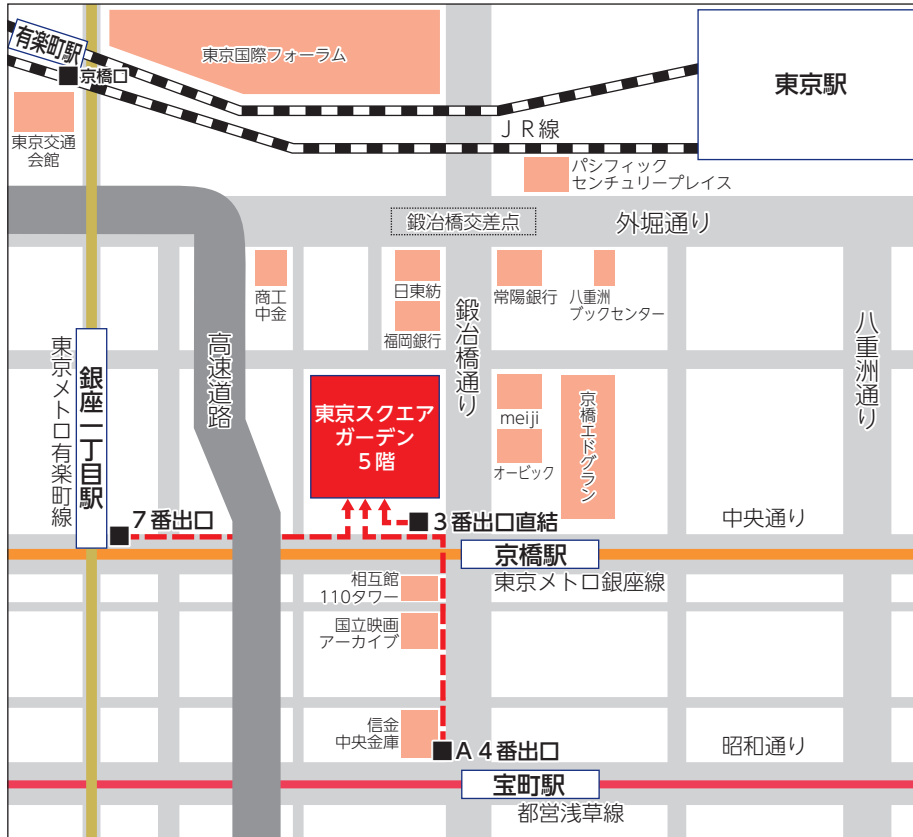 有楽町駅
京橋口
東京国際フォーラム
東京駅
東京交通
会館
JR線
パシフィック
センチュリープレイス
鍛冶橋交差点
外堀通り
商工
中金
日東紡
福岡銀行
常陽銀行
八重洲
ブックセンター
鍛冶橋通り
八重洲通り
高速道路
東京メトロ有楽町線
銀座一丁目駅
東京スクエア
ガーデン
5階
meiji
オービック
京橋エドグラン
7番出口
3番出口直結
中央通り
京橋駅
東京メトロ銀座線
相互館
110タワー
国立映画
アーカイブ
信金
中央金庫
A4番出口
昭和通り
宝町駅
都営浅草線